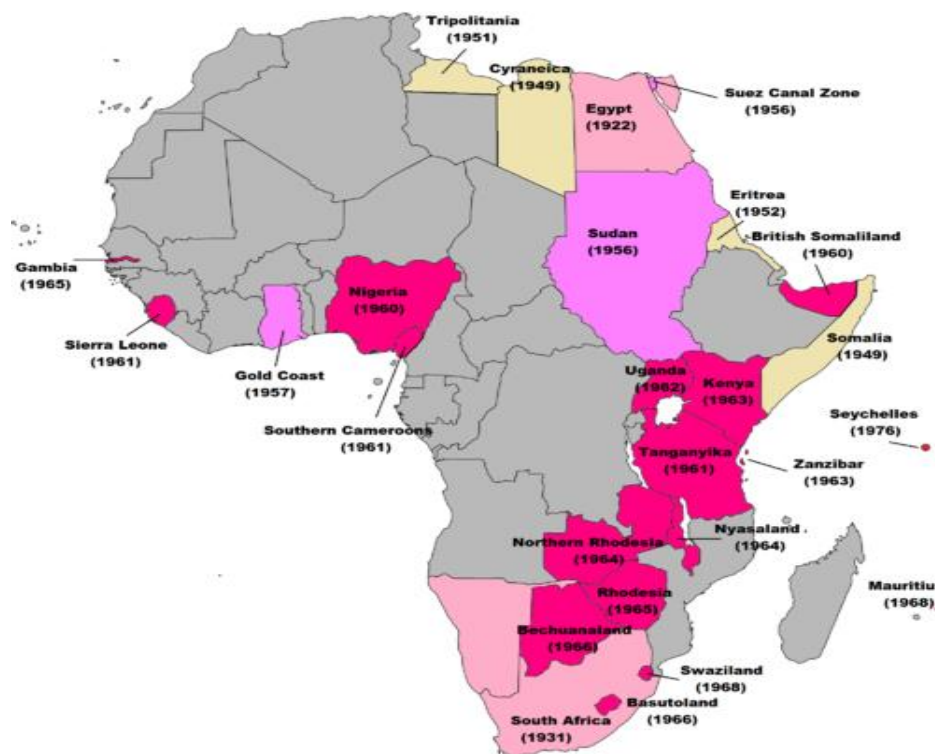 Tripolitania
(1951)
Cyraneica
(1949)
Suez Canal Zone
(1956)
Egypt
(1922)
Eritrea
(1952)
British Somaliland
(1960)
Sudan
(1956)
Gambia
(1965)
Nigeria
(1960)
Sierra Leone
(1961)
Gold Coast
(1957)
Somalia
(1949)
Uganda
(1962)
Kenya
(1963)
Southern Cameroons
(1961)
Seychelles
(1976)
Tanganyika
(1961)
Zanzibar
(1963)
Nyasaland
(1964)
Northern Rhodesia
(1964)
Rhodesia
(1965)
Mauritiu
(1968)
Bechuanaland
(1966)
Swaziland
(1968)
Basutoland
(1966)
South Africa
(1931)